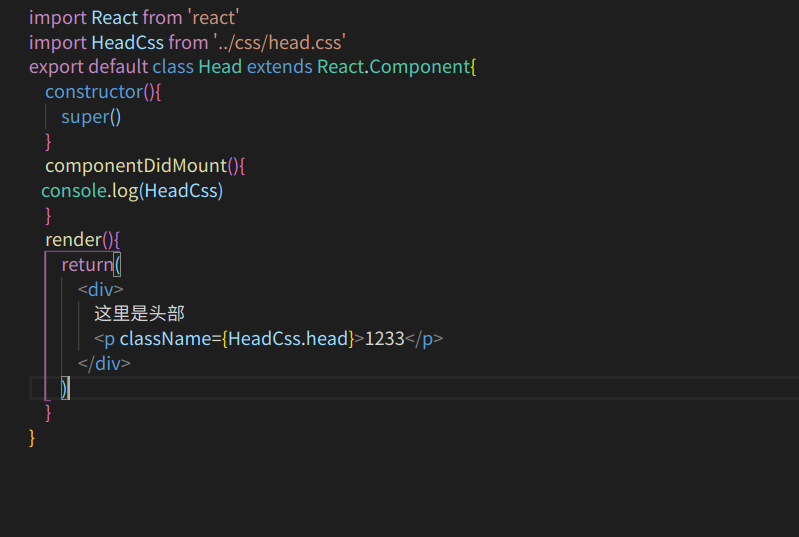 import React from 'react'
import HeadCss from '../css/head.css'
export default class Head extends React.Component{
constructor(){
super()
}
componentDidMount(){
console.log(HeadCss)
}
render(){
return(
<div>
这里是头部
<p className={HeadCss.head}>1233</p>
</div>
)
}
}